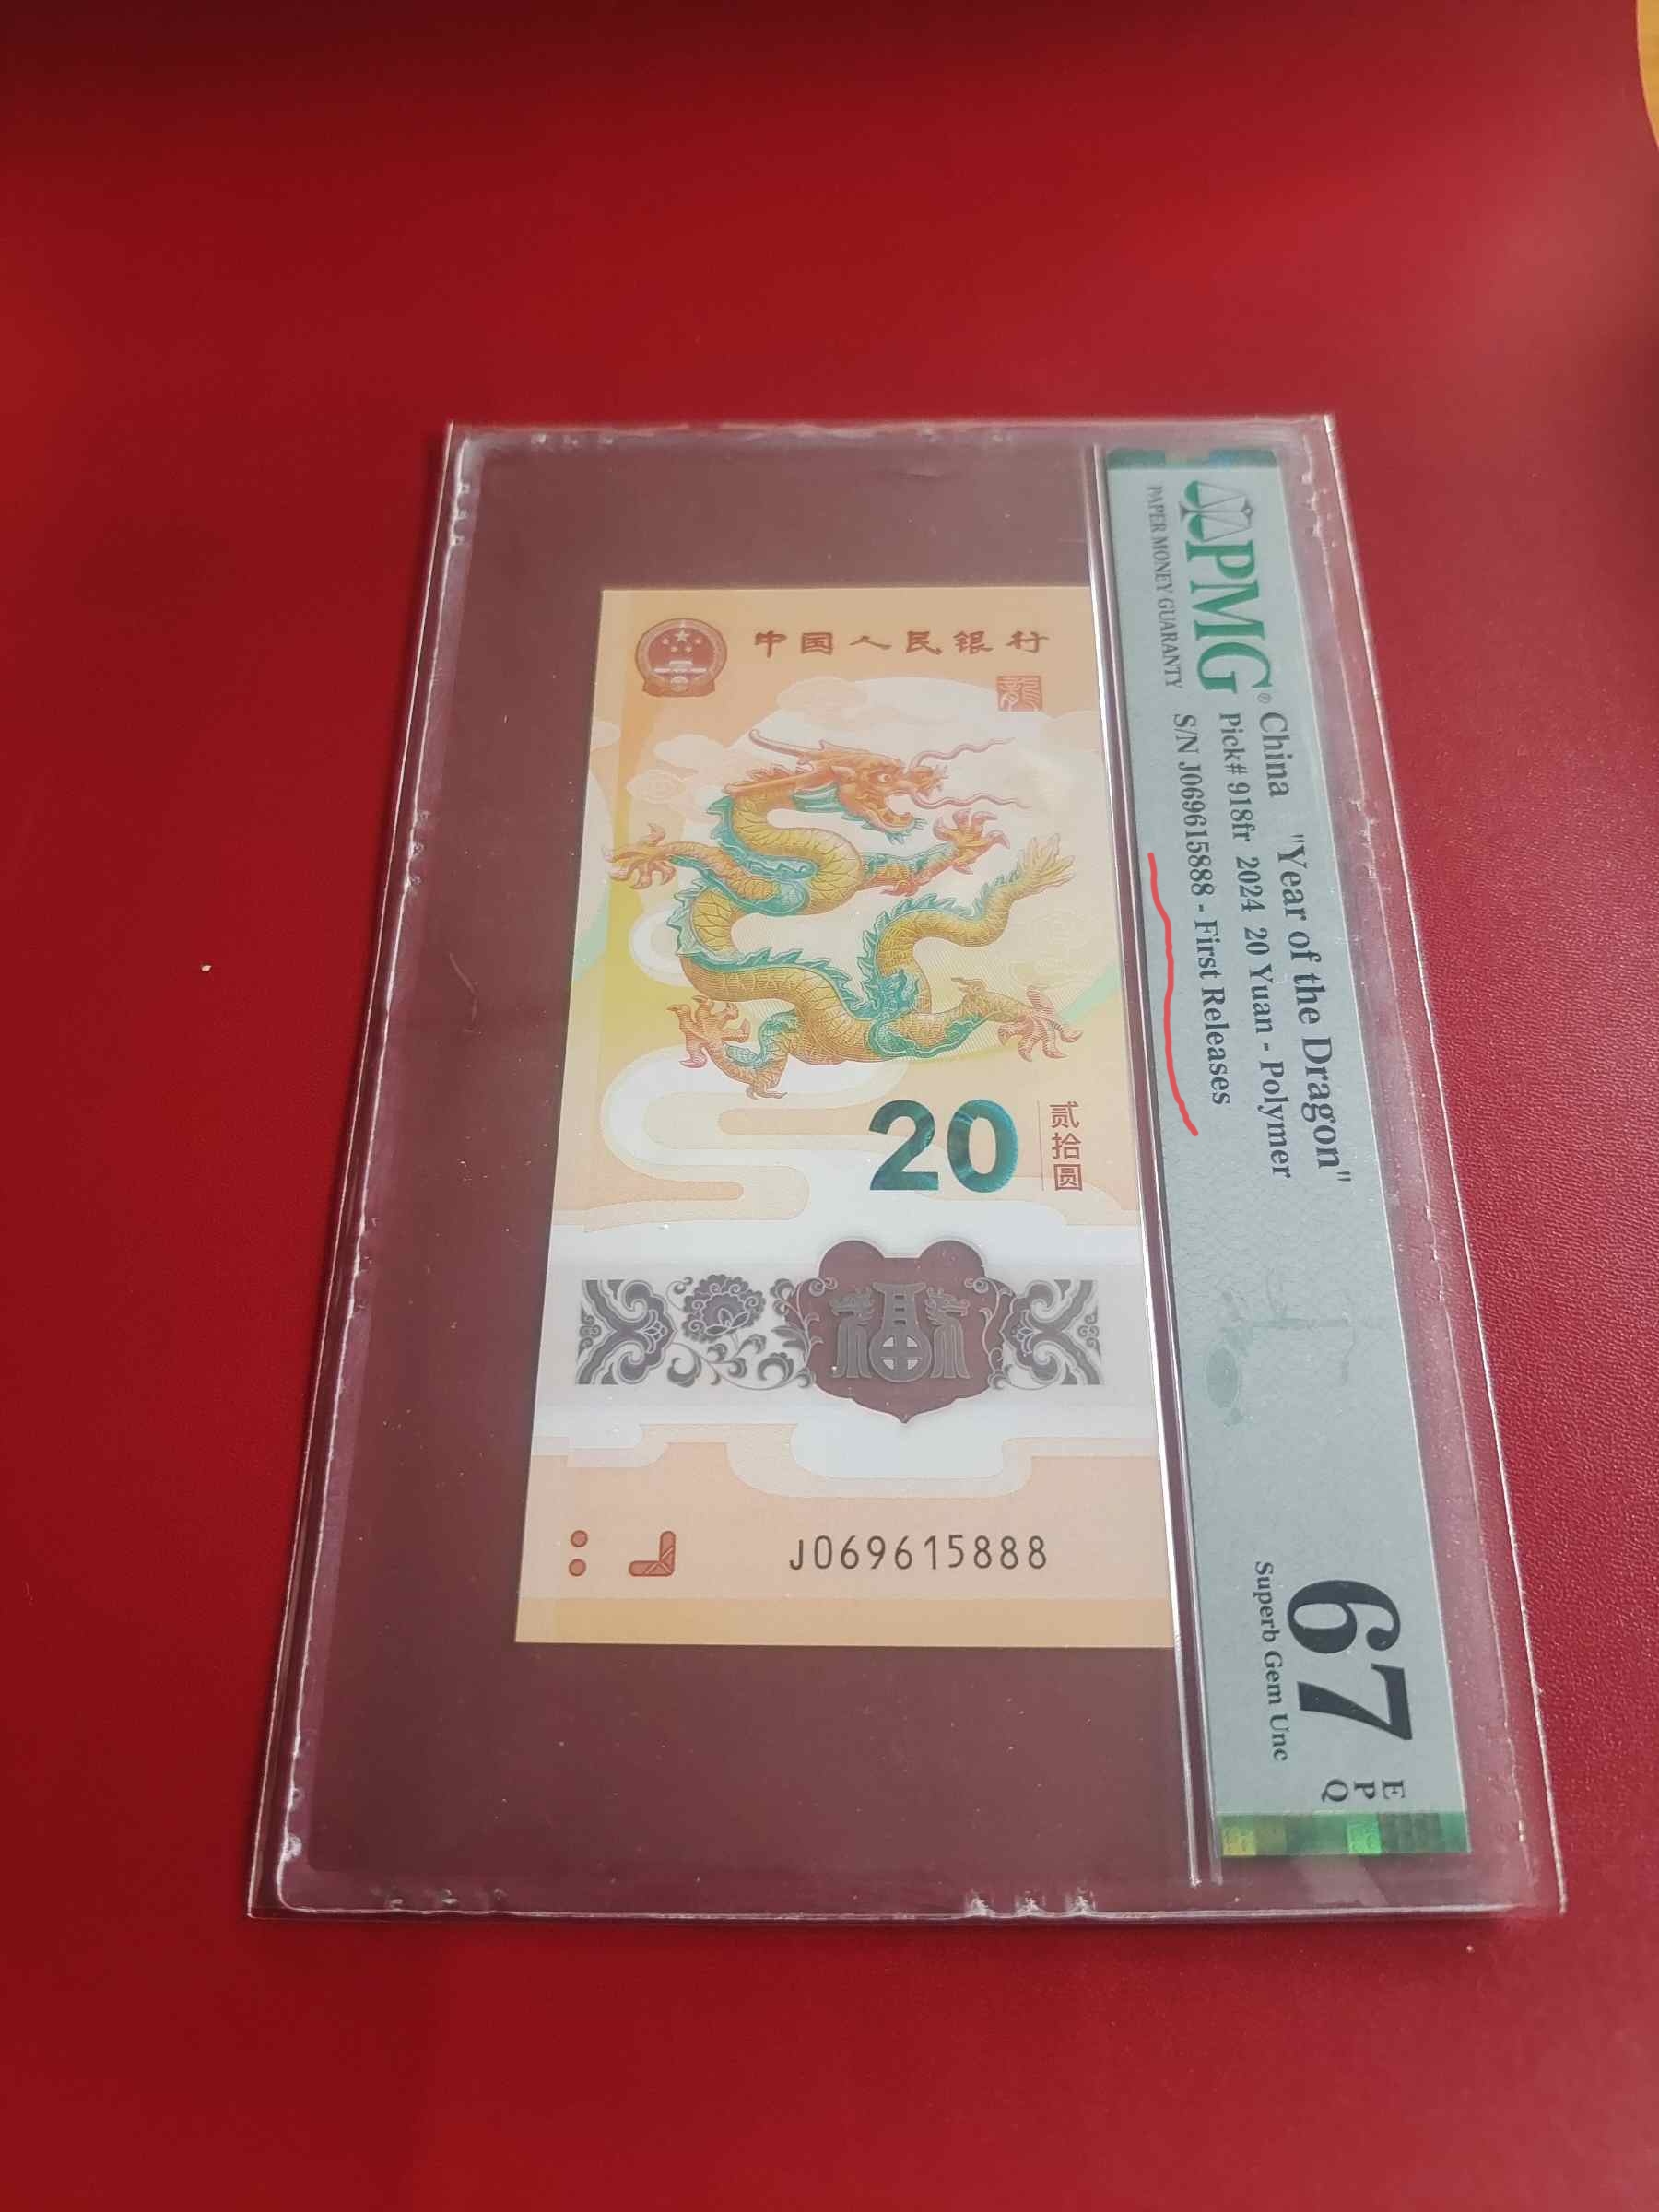 PMG®
PAPER MONEY GUARANTY
China "Year of the Dragon"
Pick# 918fr 2024 20 Yuan - Polymer
S/N J069615888 - First Releases
67
EPQ
Superb Gem Unc
中国人民银行
龍
20
贰拾圆
福
J069615888